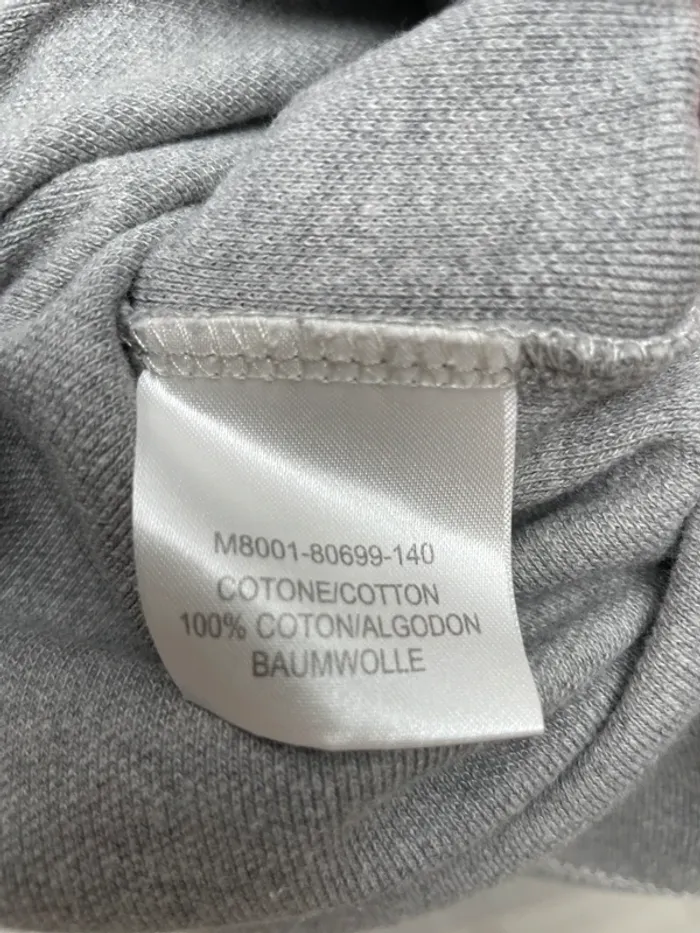 M8001-80699-140
COTONE/COTTON
100% COTON/ALGODON
BAUMWOLLE